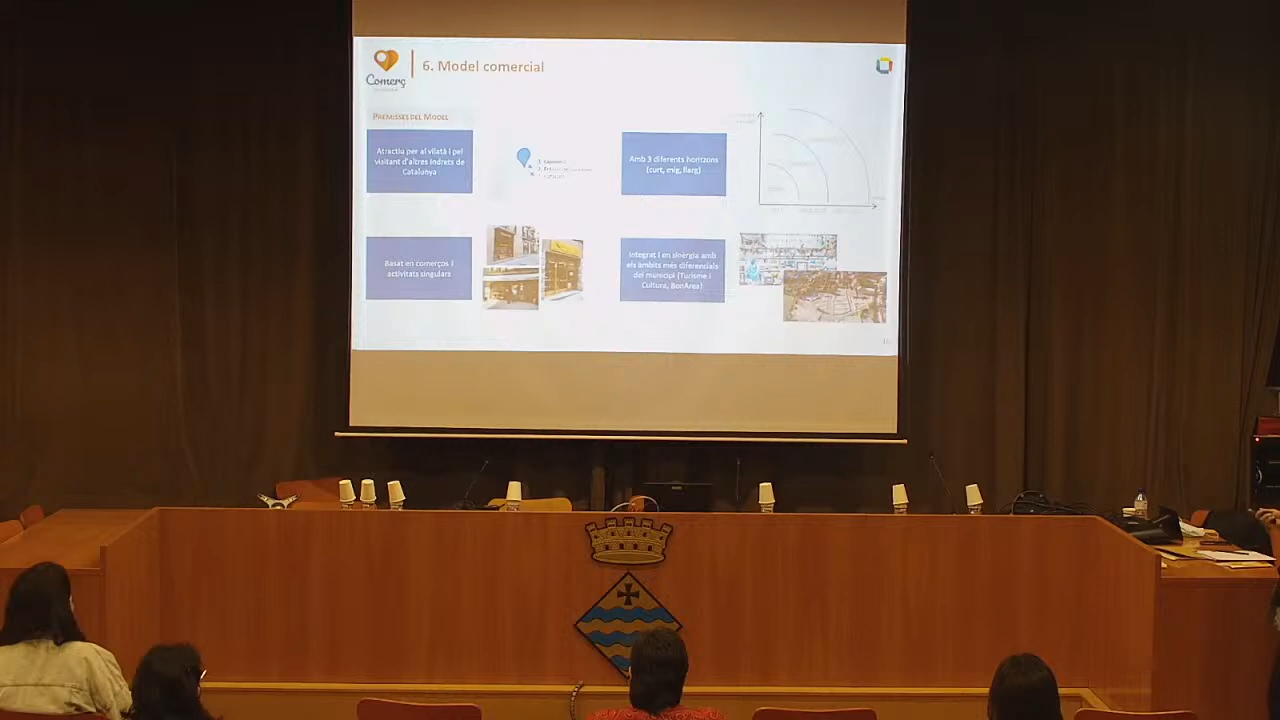 Comerç
6. Model comercial
PREMISSES DEL MODEL
Atractiu per al vilatà i pel
visitant d'altres indrets de
Catalunya
Amb 3 diferents horitzons
(curt, mig, llarg)
Basat en comerços i
activitats singulars
Integrat i en sinèrgia amb
els àmbits més diferencials
del municipi (Turisme i
Cultura, BonArea)